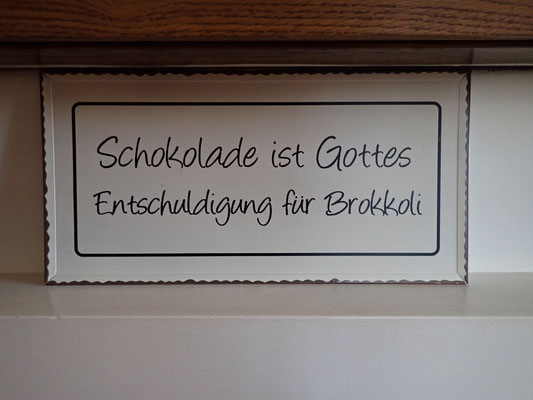 Schokolade ist Gottes
Entschuldigung für Brokkoli